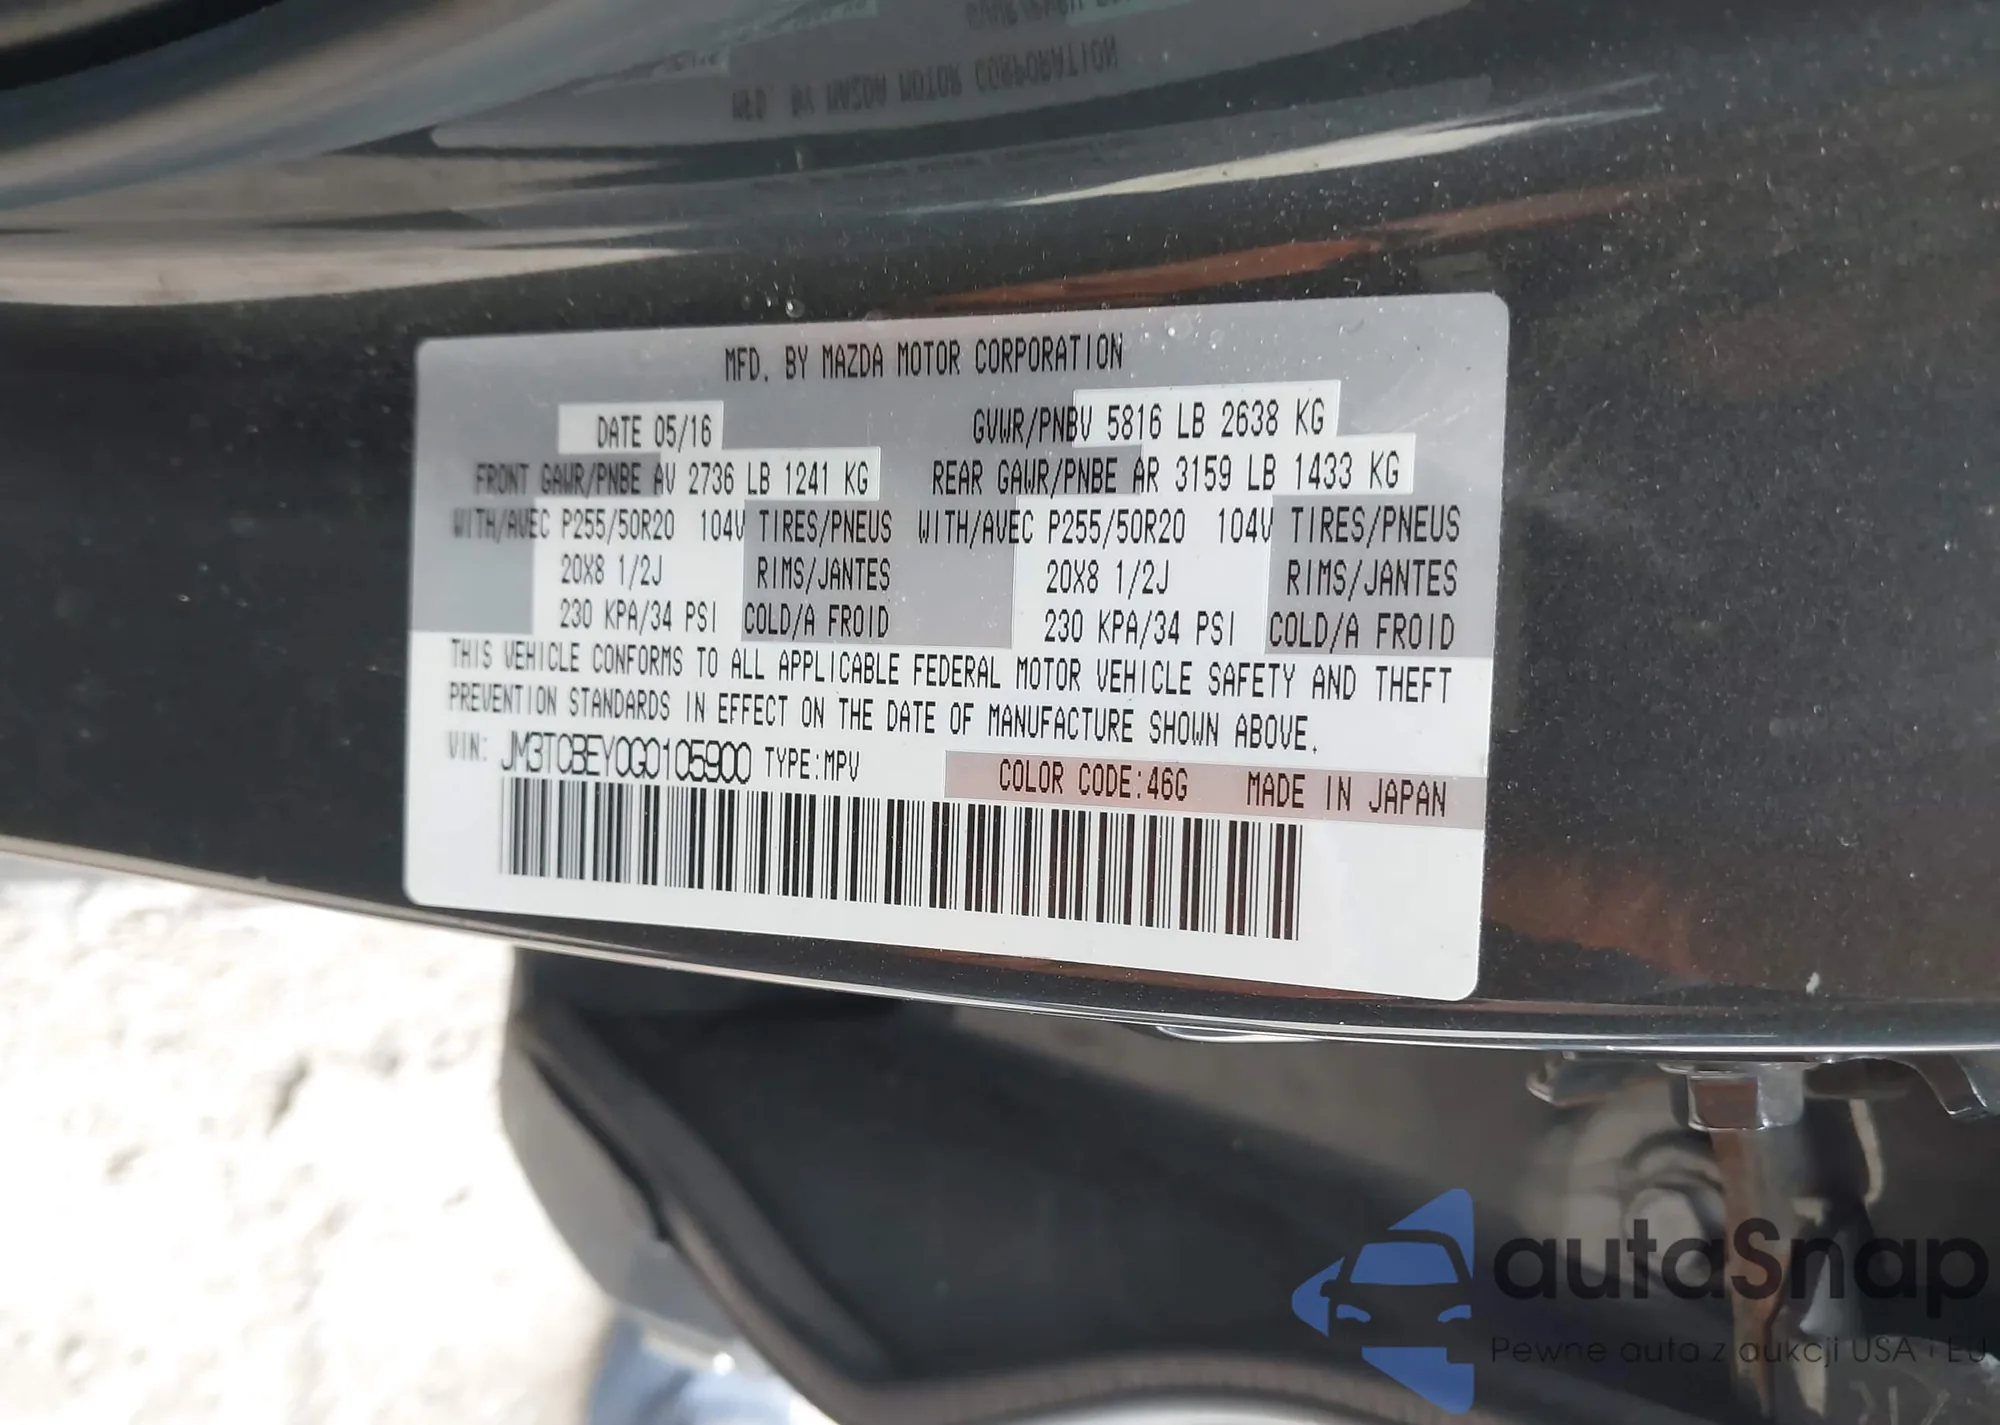 MFD. BY MAZDA MOTOR CORPORATION
DATE 05/16 GVWR/PNBV 5816 LB 2638 KG
FRONT GAWR/PNBE AV 2736 LB 1241 KG REAR GAWR/PNBE AR 3159 LB 1433 KG
WITH/AVEC P255/50R20 104V TIRES/PNEUS WITH/AVEC P255/50R20 104V TIRES/PNEUS
20X8 1/2J RIMS/JANTES 20X8 1/2J RIMS/JANTES
230 KPA/34 PSI COLD/A FROID 230 KPA/34 PSI COLD/A FROID
THIS VEHICLE CONFORMS TO ALL APPLICABLE FEDERAL MOTOR VEHICLE SAFETY AND THEFT
PREVENTION STANDARDS IN EFFECT ON THE DATE OF MANUFACTURE SHOWN ABOVE.
VIN: JM3TCBEY0G0105900 TYPE:MPV COLOR CODE:46G MADE IN JAPAN
autaSnap
Pewne auta z aukcji USA i EU